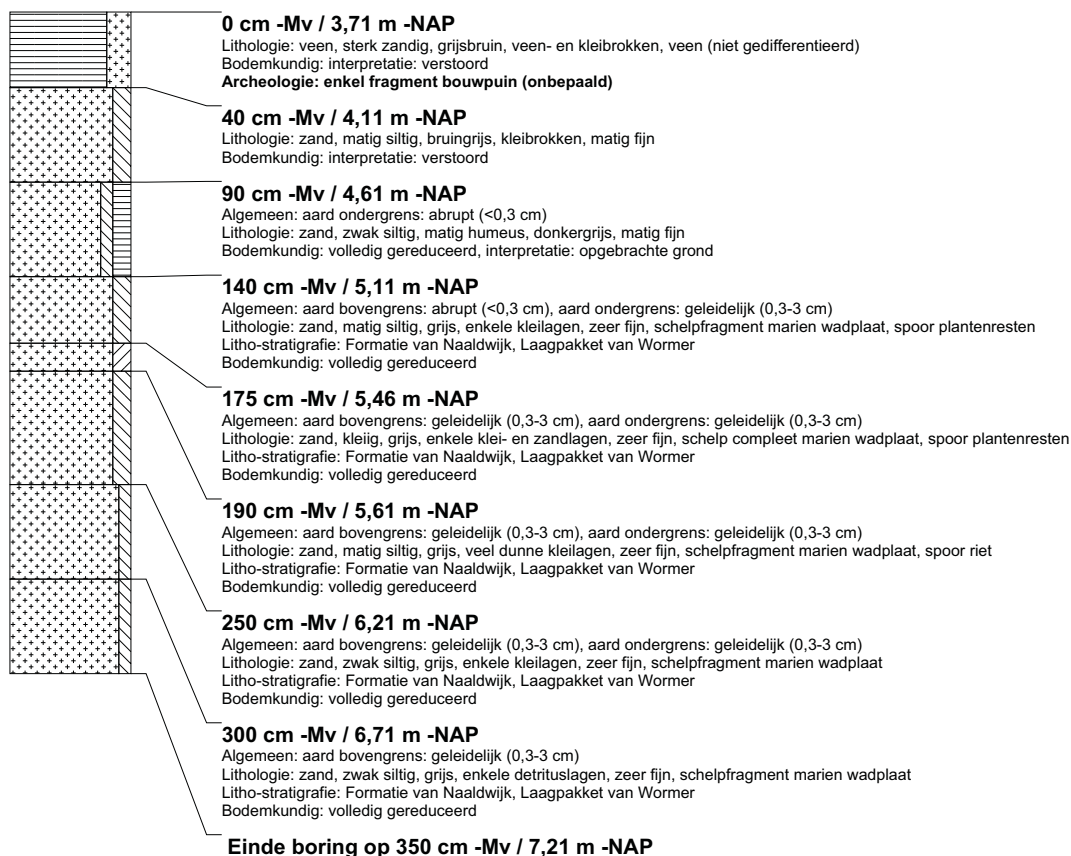 0 cm -Mv / 3,71 m -NAP
Lithologie: veen, sterk zandig, grijsbruin, veen- en kleibrokken, veen (niet gedifferentieerd)
Bodemkundig: interpretatie: verstoord
Archeologie: enkel fragment bouwpuin (onbepaald)
40 cm -Mv / 4,11 m -NAP
Lithologie: zand, matig siltig, bruingrijs, kleibrokken, matig fijn
Bodemkundig: interpretatie: verstoord
90 cm -Mv / 4,61 m -NAP
Algemeen: aard ondergrens: abrupt (<0,3 cm)
Lithologie: zand, zwak siltig, matig humeus, donkergrijs, matig fijn
Bodemkundig: volledig gereduceerd, interpretatie: opgebrachte grond
140 cm -Mv / 5,11 m -NAP
Algemeen: aard bovengrens: abrupt (<0,3 cm), aard ondergrens: geleidelijk (0,3-3 cm)
Lithologie: zand, matig siltig, grijs, enkele kleilagen, zeer fijn, schelpfragment marien wadplaat, spoor plantenresten
Litho-stratigrafie: Formatie van Naaldwijk, Laagpakket van Wormer
Bodemkundig: volledig gereduceerd
175 cm -Mv / 5,46 m -NAP
Algemeen: aard bovengrens: geleidelijk (0,3-3 cm), aard ondergrens: geleidelijk (0,3-3 cm)
Lithologie: zand, kleiig, grijs, enkele klei- en zandlagen, zeer fijn, schelp compleet marien wadplaat, spoor plantenresten
Litho-stratigrafie: Formatie van Naaldwijk, Laagpakket van Wormer
Bodemkundig: volledig gereduceerd
190 cm -Mv / 5,61 m -NAP
Algemeen: aard bovengrens: geleidelijk (0,3-3 cm), aard ondergrens: geleidelijk (0,3-3 cm)
Lithologie: zand, matig siltig, grijs, veel dunne kleilagen, zeer fijn, schelpfragment marien wadplaat, spoor riet
Litho-stratigrafie: Formatie van Naaldwijk, Laagpakket van Wormer
Bodemkundig: volledig gereduceerd
250 cm -Mv / 6,21 m -NAP
Algemeen: aard bovengrens: geleidelijk (0,3-3 cm), aard ondergrens: geleidelijk (0,3-3 cm)
Lithologie: zand, zwak siltig, grijs, enkele kleilagen, zeer fijn, schelpfragment marien wadplaat
Litho-stratigrafie: Formatie van Naaldwijk, Laagpakket van Wormer
Bodemkundig: volledig gereduceerd
300 cm -Mv / 6,71 m -NAP
Algemeen: aard bovengrens: geleidelijk (0,3-3 cm)
Lithologie: zand, zwak siltig, grijs, enkele detrituslagen, zeer fijn, schelpfragment marien wadplaat
Litho-stratigrafie: Formatie van Naaldwijk, Laagpakket van Wormer
Bodemkundig: volledig gereduceerd
Einde boring op 350 cm -Mv / 7,21 m -NAP